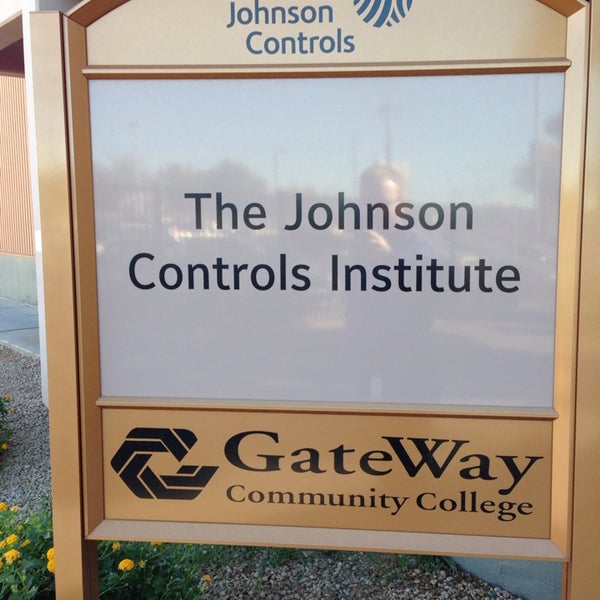 Johnson
Controls
The Johnson
Controls Institute
GateWay
Community College